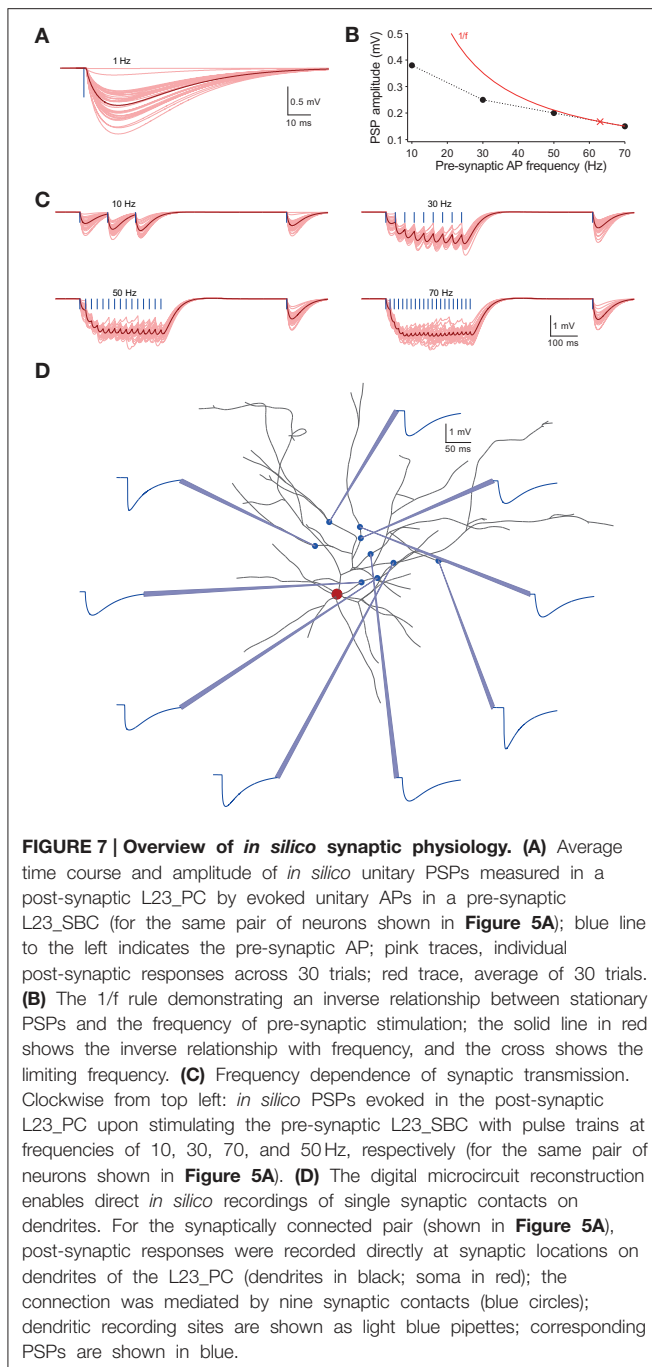 A
1 Hz
0.5 mV
10 ms
B
PSP amplitude (mV)
0.5
0.4
0.3
0.2
0.1
1/f
10
30
50
70
Pre-synaptic AP frequency (Hz)
C
10 Hz
30 Hz
50 Hz
70 Hz
1 mV
100 ms
D
1 mV
50 ms
FIGURE 7 | Overview of in silico synaptic physiology. (A) Average
time course and amplitude of in silico unitary PSPs measured in a
post-synaptic L23_PC by evoked unitary APs in a pre-synaptic
L23_SBC (for the same pair of neurons shown in Figure 5A); blue line
to the left indicates the pre-synaptic AP; pink traces, individual
post-synaptic responses across 30 trials; red trace, average of 30 trials.
(B) The 1/f rule demonstrating an inverse relationship between stationary
PSPs and the frequency of pre-synaptic stimulation; the solid line in red
shows the inverse relationship with frequency, and the cross shows the
limiting frequency. (C) Frequency dependence of synaptic transmission.
Clockwise from top left: in silico PSPs evoked in the post-synaptic
L23_PC upon stimulating the pre-synaptic L23_SBC with pulse trains at
frequencies of 10, 30, 70, and 50 Hz, respectively (for the same pair of
neurons shown in Figure 5A). (D) The digital microcircuit reconstruction
enables direct in silico recordings of single synaptic contacts on
dendrites. For the synaptically connected pair (shown in Figure 5A),
post-synaptic responses were recorded directly at synaptic locations on
dendrites of the L23_PC (dendrites in black; soma in red); the
connection was mediated by nine synaptic contacts (blue circles);
dendritic recording sites are shown as light blue pipettes; corresponding
PSPs are shown in blue.